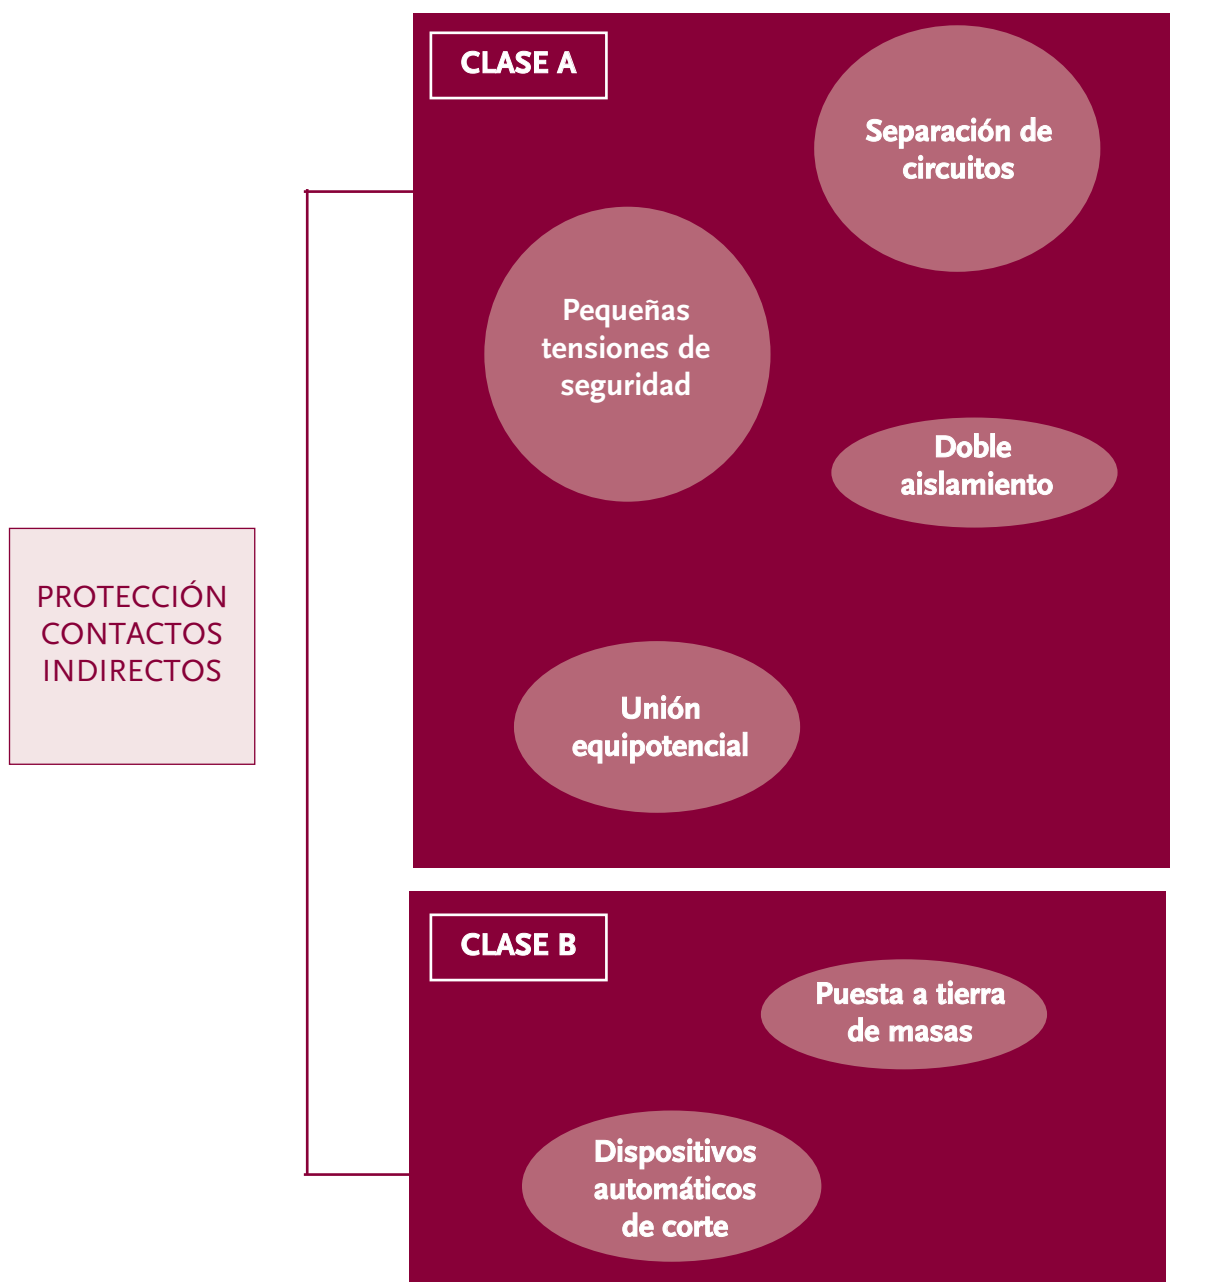 CLASE A
Separación de
circuitos
Pequeñas
tensiones de
seguridad
Doble
aislamiento
PROTECCIÓN
CONTACTOS
INDIRECTOS
Unión
equipotencial
CLASE B
Puesta a tierra
de masas
Dispositivos
automáticos
de corte